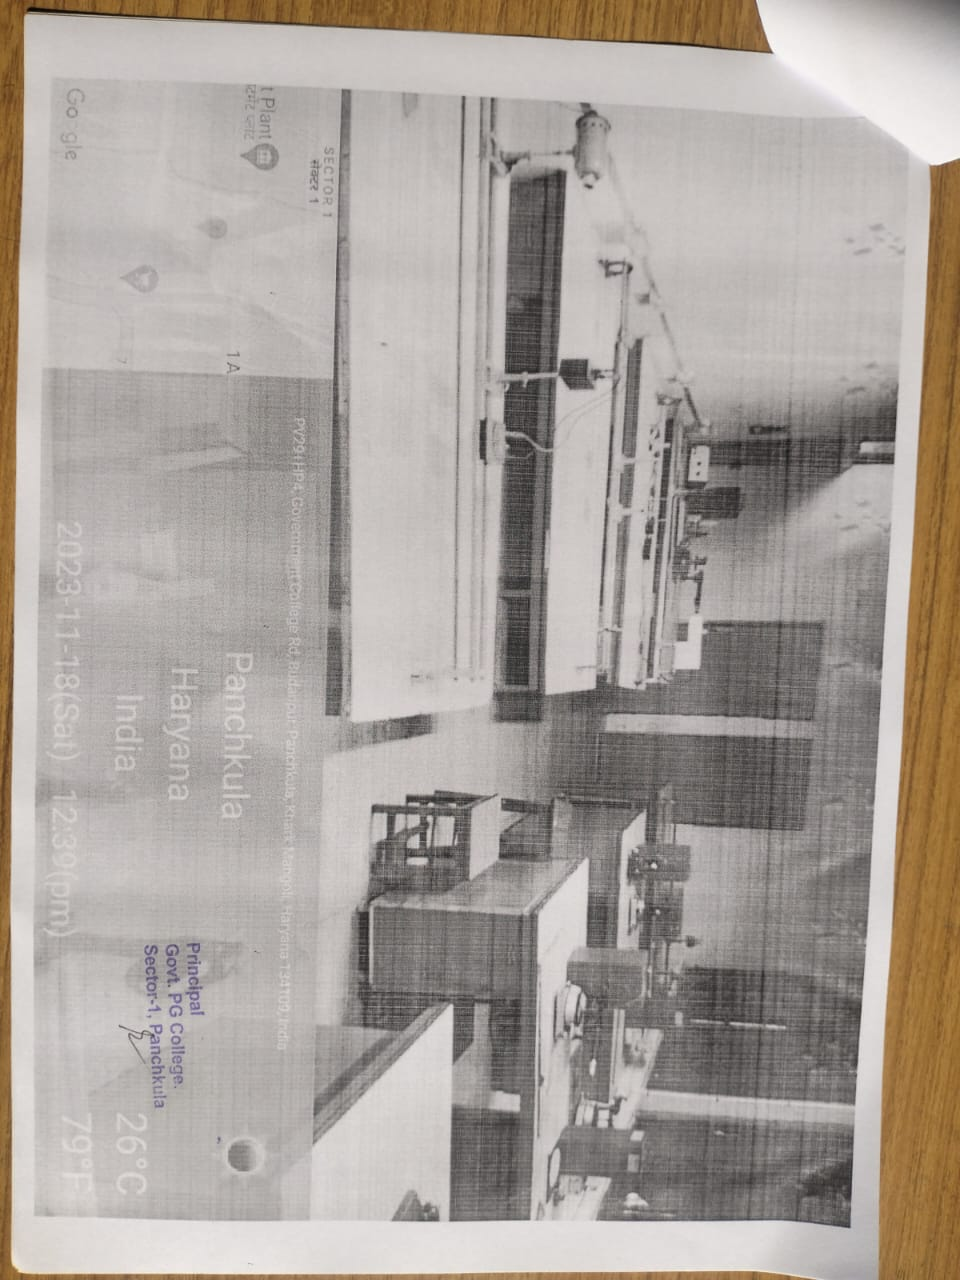 t Plant
SECTOR 1
सेक्टर 1
1 A
Google
Panchkula
Haryana
India
2023-11-18(Sat) 12:39(pm)
26°C
79°F
Principal
Govt. PG College.
Sector-1, Panchkula